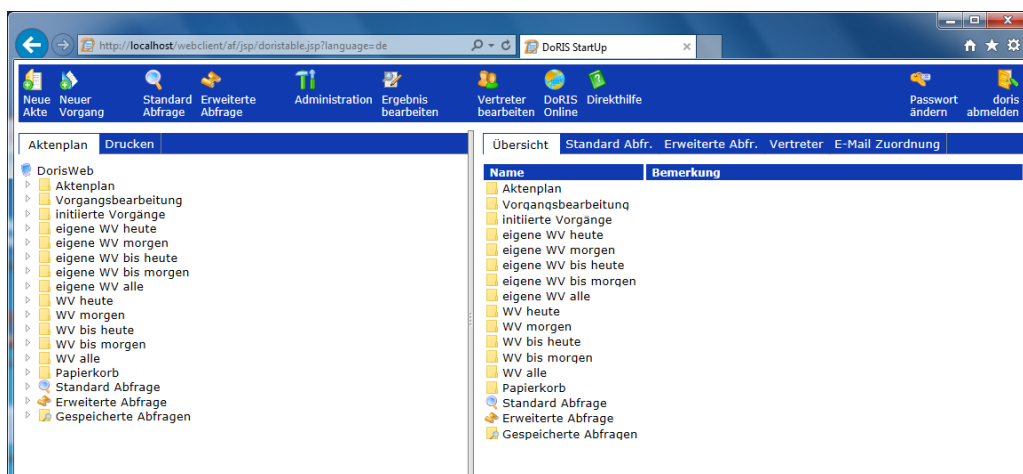 http://localhost/webclient/af/jsp/doristable.jsp?language=de
DoRIS StartUp
Neue Akte
Neuer Vorgang
Standard Abfrage
Erweiterte Abfrage
Administration
Ergebnis bearbeiten
Vertreter bearbeiten
DoRIS Online
Direkthilfe
Passwort ändern
doris abmelden
Aktenplan Drucken
DorisWeb
Aktenplan
Vorgangsbearbeitung
initiierte Vorgänge
eigene WV heute
eigene WV morgen
eigene WV bis heute
eigene WV bis morgen
eigene WV alle
WV heute
WV morgen
WV bis heute
WV bis morgen
WV alle
Papierkorb
Standard Abfrage
Erweiterte Abfrage
Gespeicherte Abfragen
Übersicht Standard Abfr. Erweiterte Abfr. Vertreter E-Mail Zuordnung
Name Bemerkung
Aktenplan
Vorgangsbearbeitung
initiierte Vorgänge
eigene WV heute
eigene WV morgen
eigene WV bis heute
eigene WV bis morgen
eigene WV alle
WV heute
WV morgen
WV bis heute
WV bis morgen
WV alle
Papierkorb
Standard Abfrage
Erweiterte Abfrage
Gespeicherte Abfragen